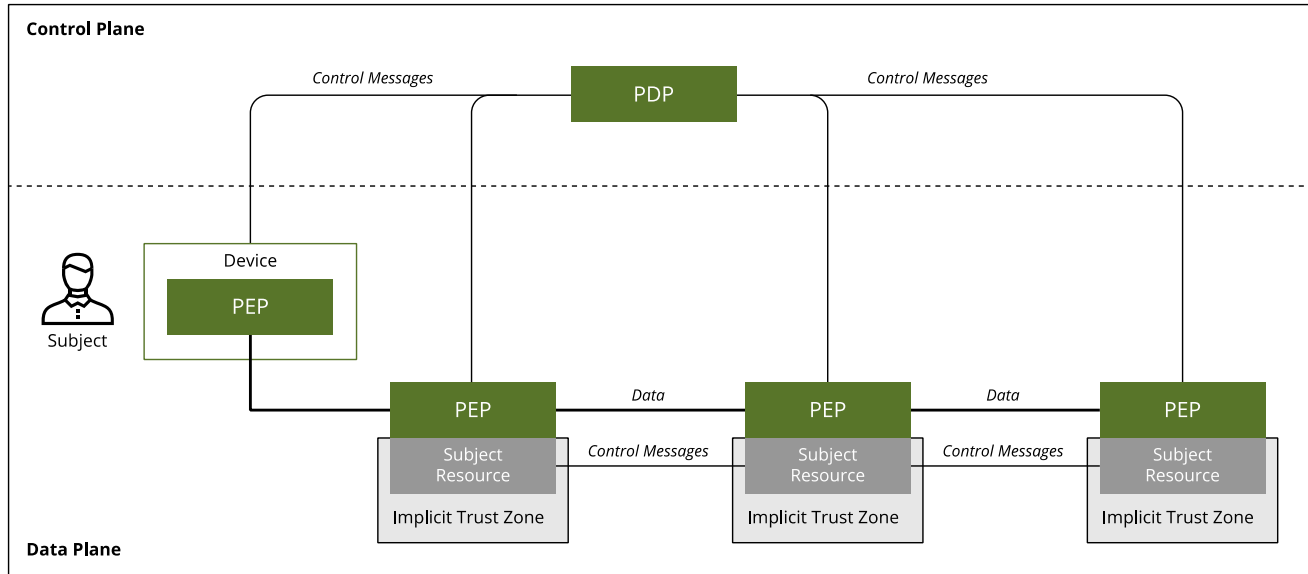 Control Plane
Control Messages
Control Messages
PDP
Device
PEP
Subject
PEP
Data
PEP
Data
PEP
Subject
Resource
Control Messages
Subject
Resource
Control Messages
Subject
Resource
Implicit Trust Zone
Implicit Trust Zone
Implicit Trust Zone
Data Plane